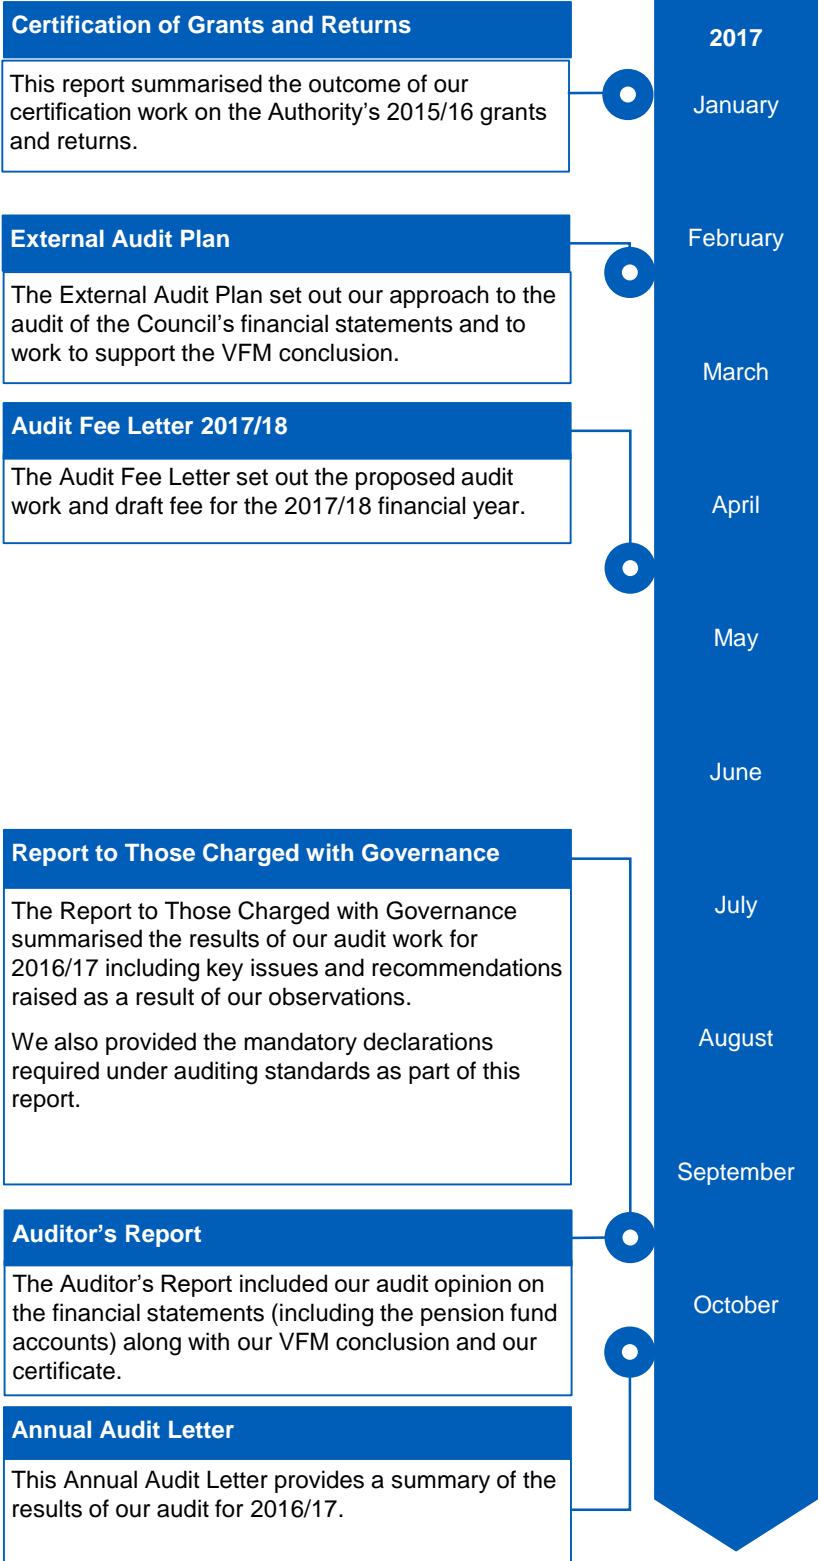 Certification of Grants and Returns
This report summarised the outcome of our
certification work on the Authority’s 2015/16 grants
and returns.
External Audit Plan
The External Audit Plan set out our approach to the
audit of the Council’s financial statements and to
work to support the VFM conclusion.
Audit Fee Letter 2017/18
The Audit Fee Letter set out the proposed audit
work and draft fee for the 2017/18 financial year.
Report to Those Charged with Governance
The Report to Those Charged with Governance
summarised the results of our audit work for
2016/17 including key issues and recommendations
raised as a result of our observations.
We also provided the mandatory declarations
required under auditing standards as part of this
report.
Auditor’s Report
The Auditor’s Report included our audit opinion on
the financial statements (including the pension fund
accounts) along with our VFM conclusion and our
certificate.
Annual Audit Letter
This Annual Audit Letter provides a summary of the
results of our audit for 2016/17.
2017
January
February
March
April
May
June
July
August
September
October